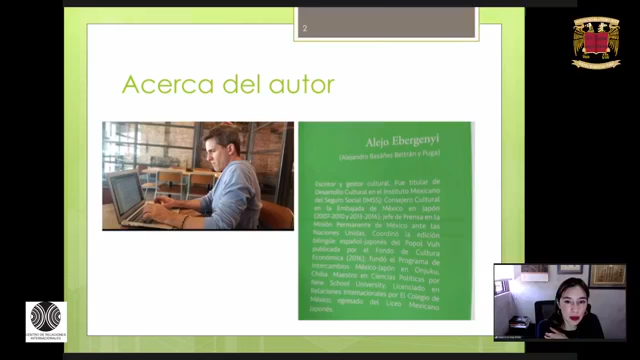 2
Acerca del autor
Alejo Ebergenyi
(Alejandro Basáñez Beltrán y Puga)
Escritor y gestor cultural. Fue titular de
Desarrollo Cultural en el Instituto Mexicano
del Seguro Social (IMSS); Consejero Cultural
en la Embajada de México en Japón
(2007-2010 y 2013-2016); Jefe de Prensa en la
Misión Permanente de México ante las
Naciones Unidas. Coordinó la edición
bilingüe español-japonés del Popol Vuh
publicada por el Fondo de Cultura
Económica (2016); fundó el Programa de
Intercambios México-Japón en Onjuku,
Chiba. Maestro en Ciencias Políticas por
New School University, Licenciado en
Relaciones Internacionales por El Colegio de
México, egresado del Liceo Mexicano
Japonés.
CENTRO DE RELACIONES
INTERNACIONALES